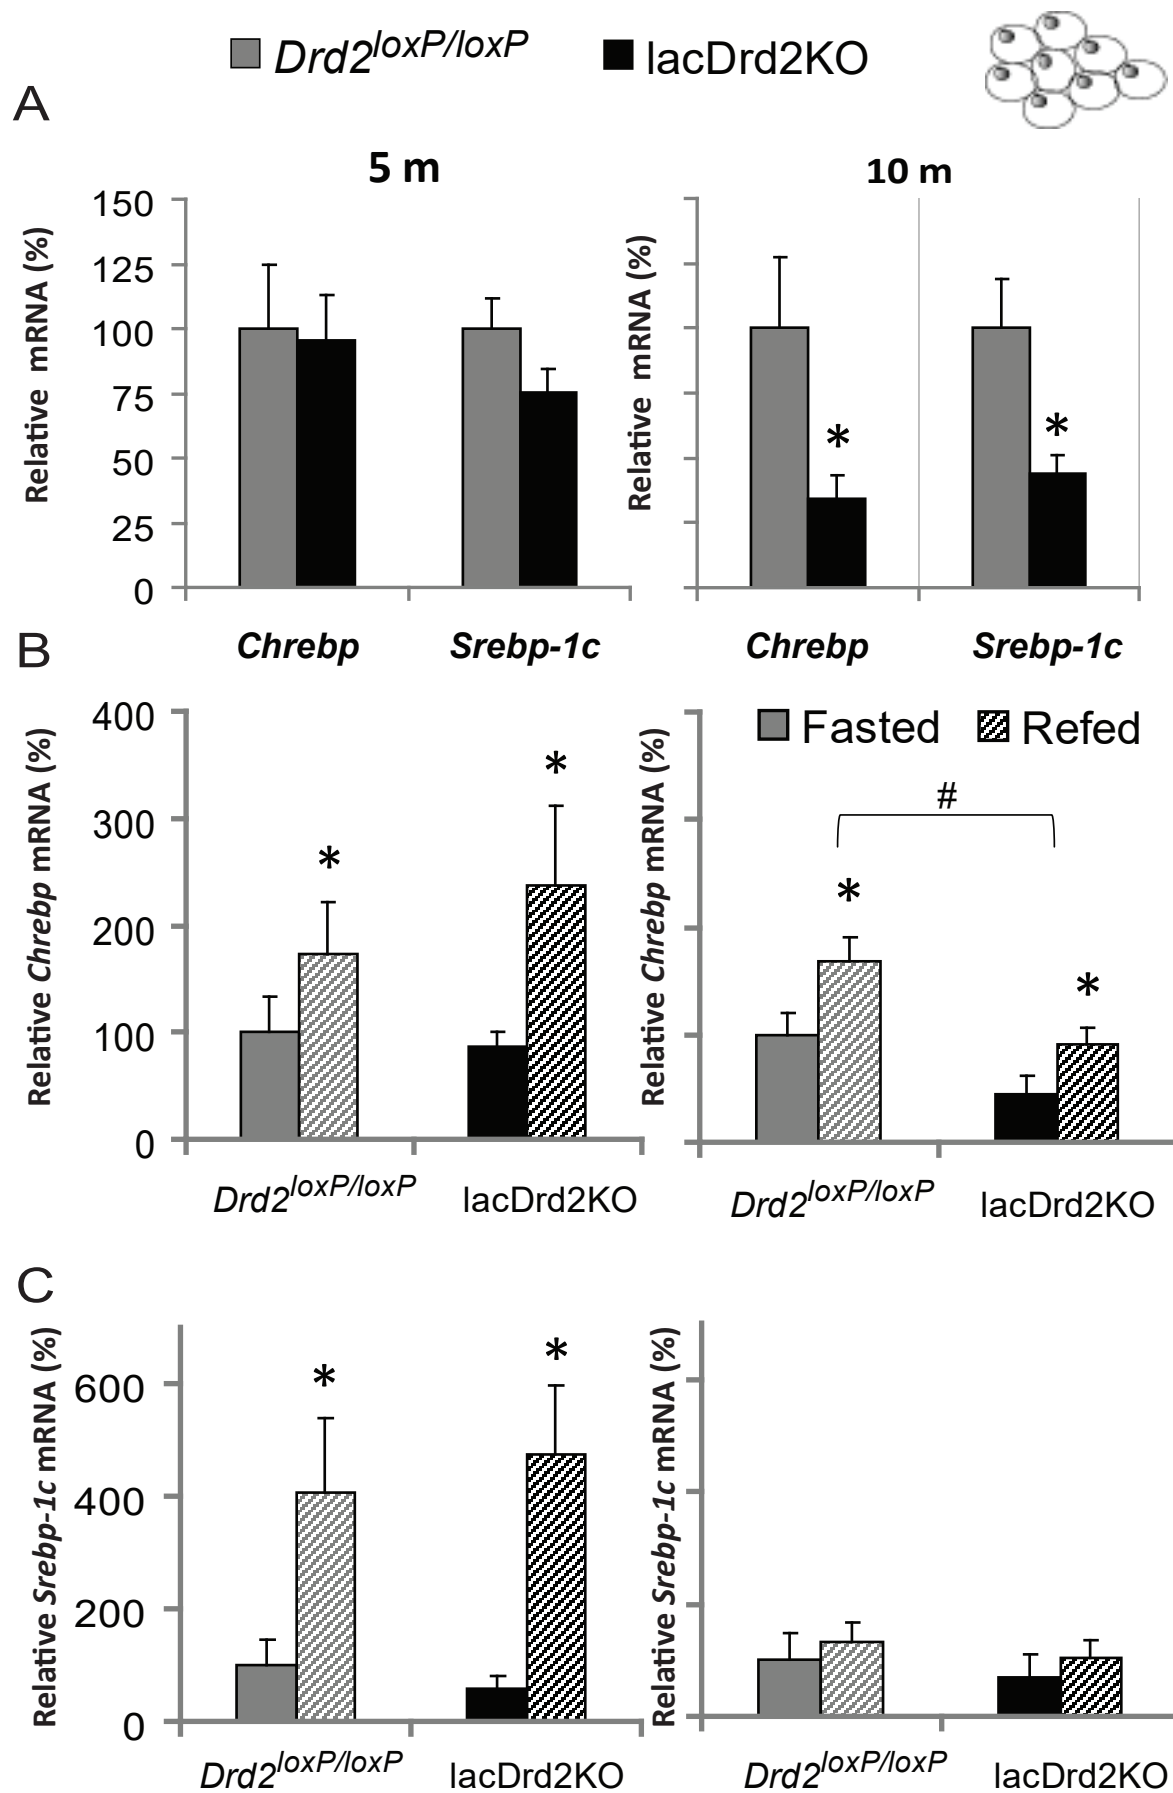 Drd2loxP/loxP lacDrd2KO
A
5 m 10 m
Relative mRNA (%)
150
125
100
75
50
25
0
Chrebp Srebp-1c
Relative mRNA (%)
Chrebp Srebp-1c
* *
B
Relative Chrebp mRNA (%)
400
300
200
100
0
* *
Drd2loxP/loxP lacDrd2KO
Relative Chrebp mRNA (%)
Fasted Refed
#
* *
Drd2loxP/loxP lacDrd2KO
C
Relative Srebp-1c mRNA (%)
600
400
200
0
* *
Drd2loxP/loxP lacDrd2KO
Relative Srebp-1c mRNA (%)
Drd2loxP/loxP lacDrd2KO